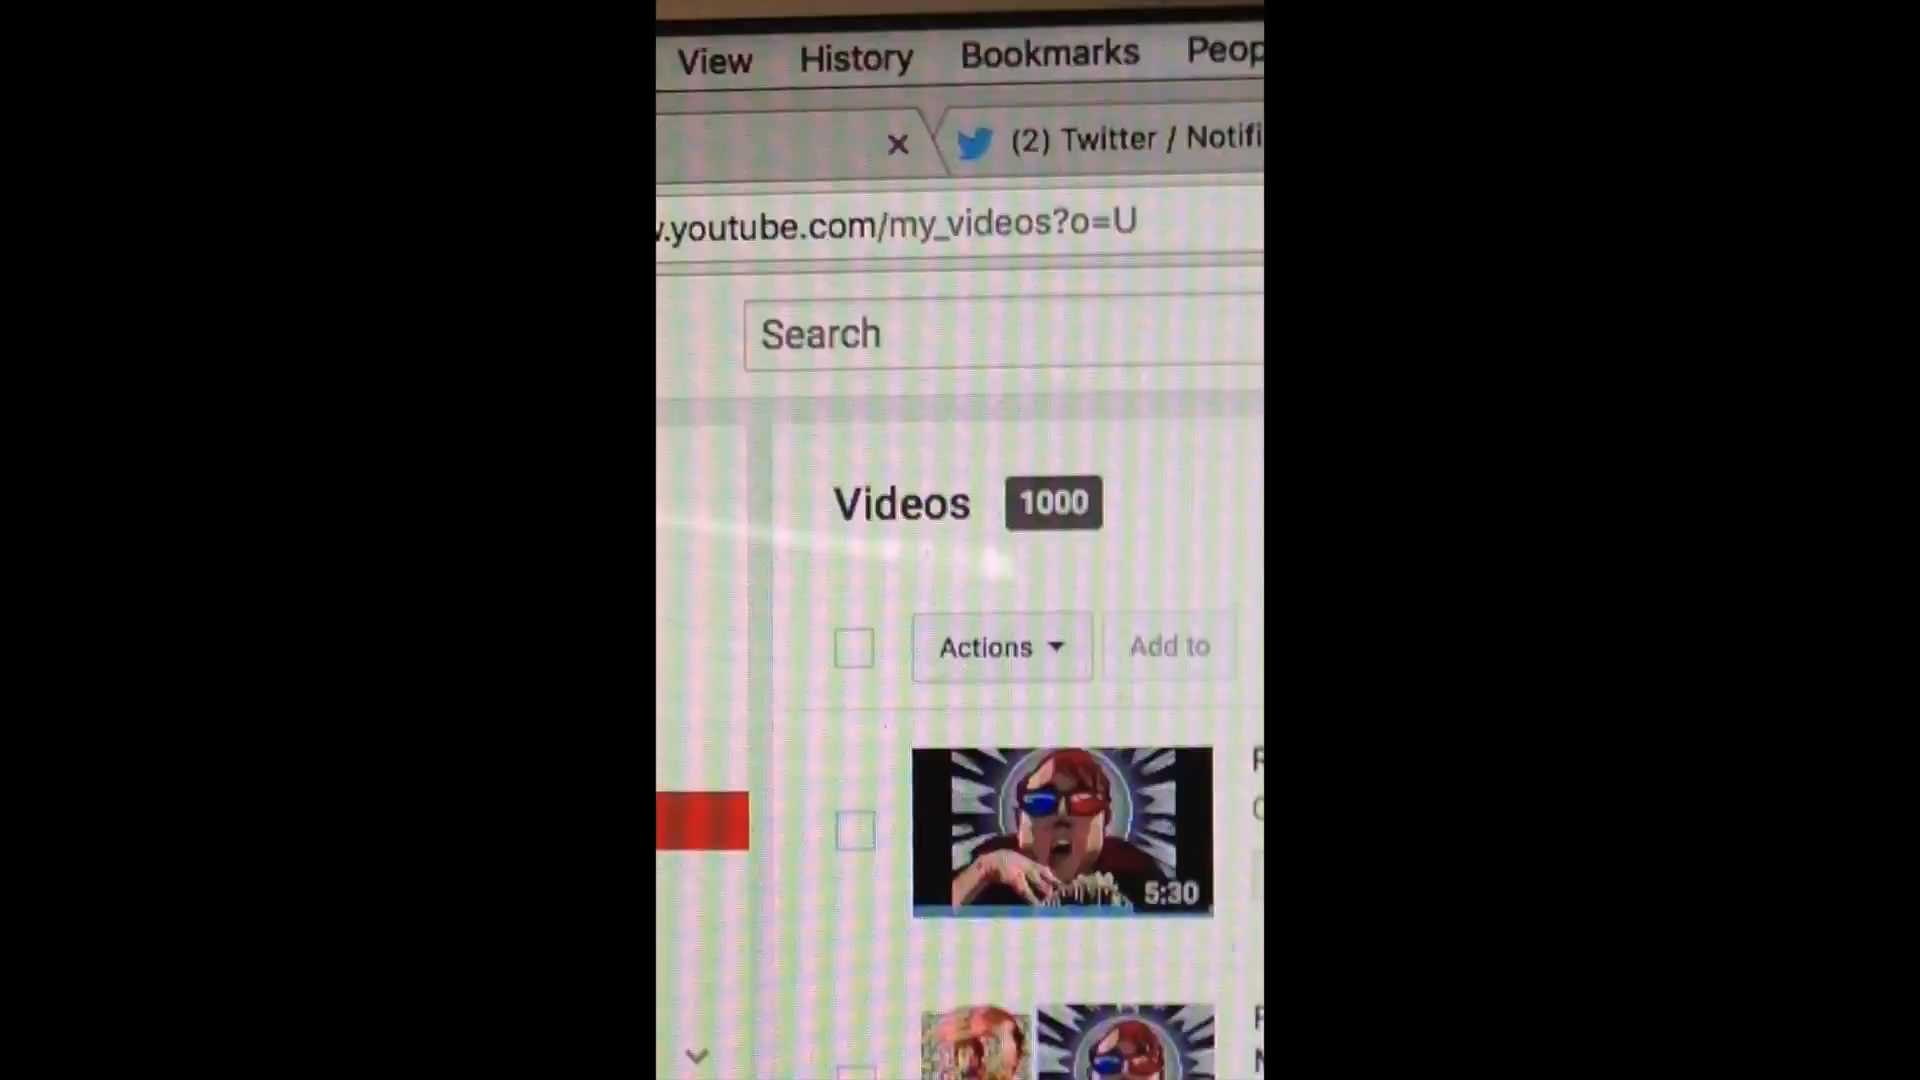 View History Bookmarks Peop
× (2) Twitter / Notifi
.youtube.com/my_videos?o=U
Search
Videos 1000
Actions Add to
5:30